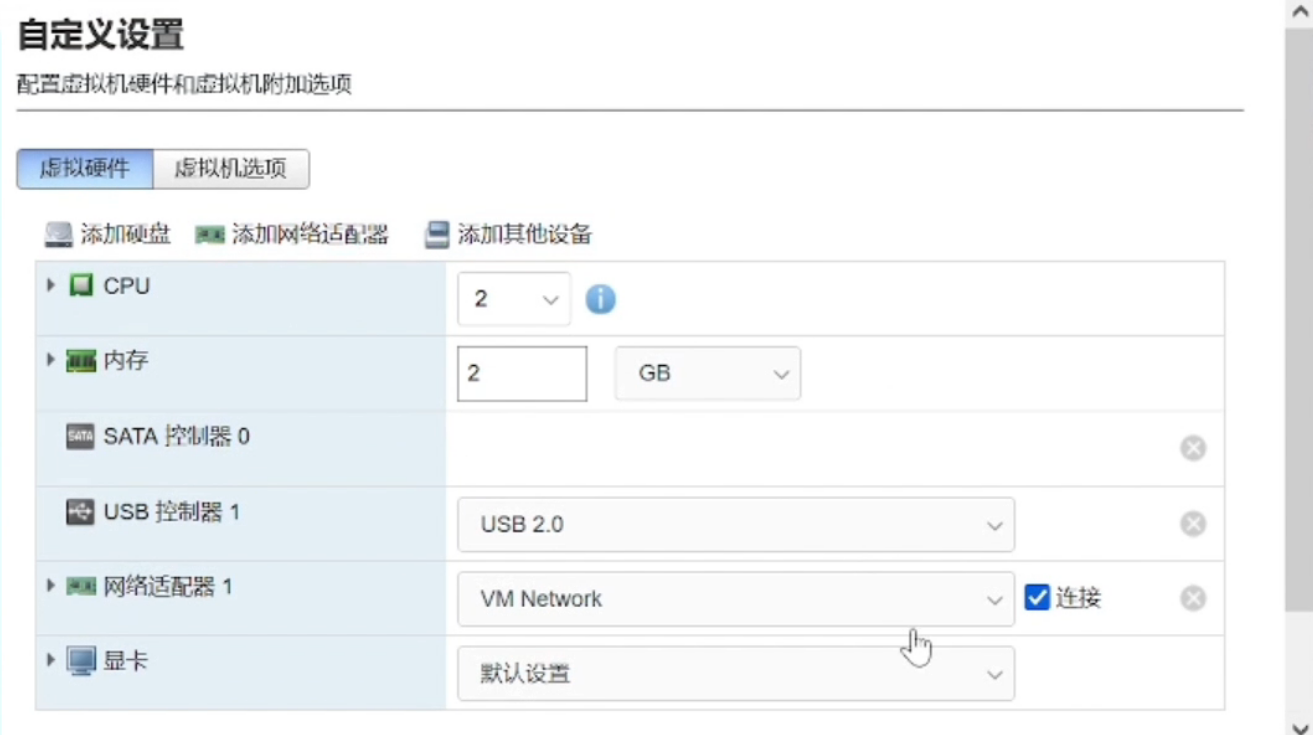 自定义设置
配置虚拟机硬件和虚拟机附加选项
虚拟硬件 虚拟机选项
添加硬盘 添加网络适配器 添加其他设备
CPU 2
内存 2 GB
SATA 控制器 0
USB 控制器 1 USB 2.0
网络适配器 1 VM Network 连接
显卡 默认设置